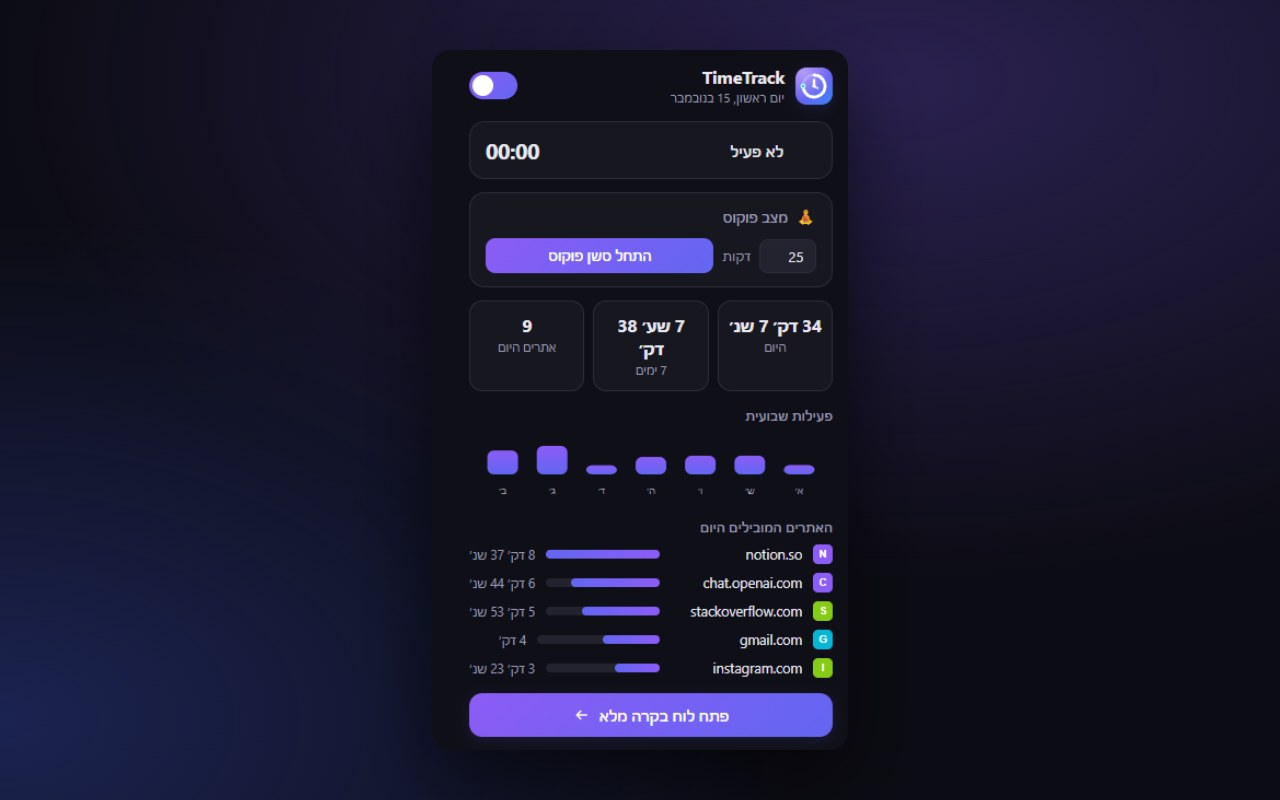 TimeTrack
יום ראשון, 15 בנובמבר
לא פעיל
00:00
מצב פוקוס
25
דקות
התחל סשן פוקוס
34 דק׳ 7 שנ׳
היום
7 שע׳ 38
דק׳
7 ימים
9
אתרים היום
פעילות שבועית
א׳ ש׳ ו׳ ה׳ ד׳ ג׳ ב׳
האתרים המובילים היום
N notion.so 8 דק׳ 37 שנ׳
C chat.openai.com 6 דק׳ 44 שנ׳
S stackoverflow.com 5 דק׳ 53 שנ׳
G gmail.com 4 דק׳
I instagram.com 3 דק׳ 23 שנ׳
פתח לוח בקרה מלא ←